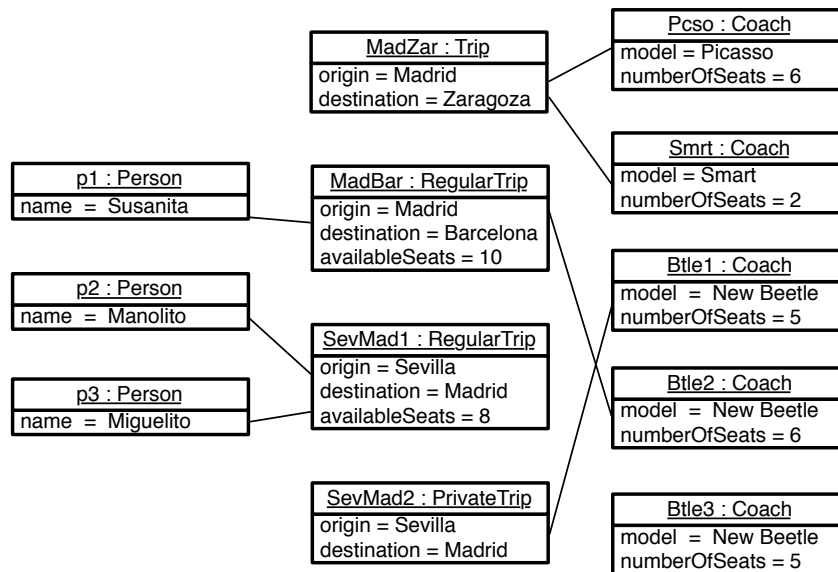 MadZar : Trip
origin = Madrid
destination = Zaragoza
Pcso : Coach
model = Picasso
numberOfSeats = 6
Smrt : Coach
model = Smart
numberOfSeats = 2
p1 : Person
name = Susanita
MadBar : RegularTrip
origin = Madrid
destination = Barcelona
availableSeats = 10
Btle1 : Coach
model = New Beetle
numberOfSeats = 5
p2 : Person
name = Manolito
SevMad1 : RegularTrip
origin = Sevilla
destination = Madrid
availableSeats = 8
p3 : Person
name = Miguelito
Btle2 : Coach
model = New Beetle
numberOfSeats = 6
SevMad2 : PrivateTrip
origin = Sevilla
destination = Madrid
Btle3 : Coach
model = New Beetle
numberOfSeats = 5